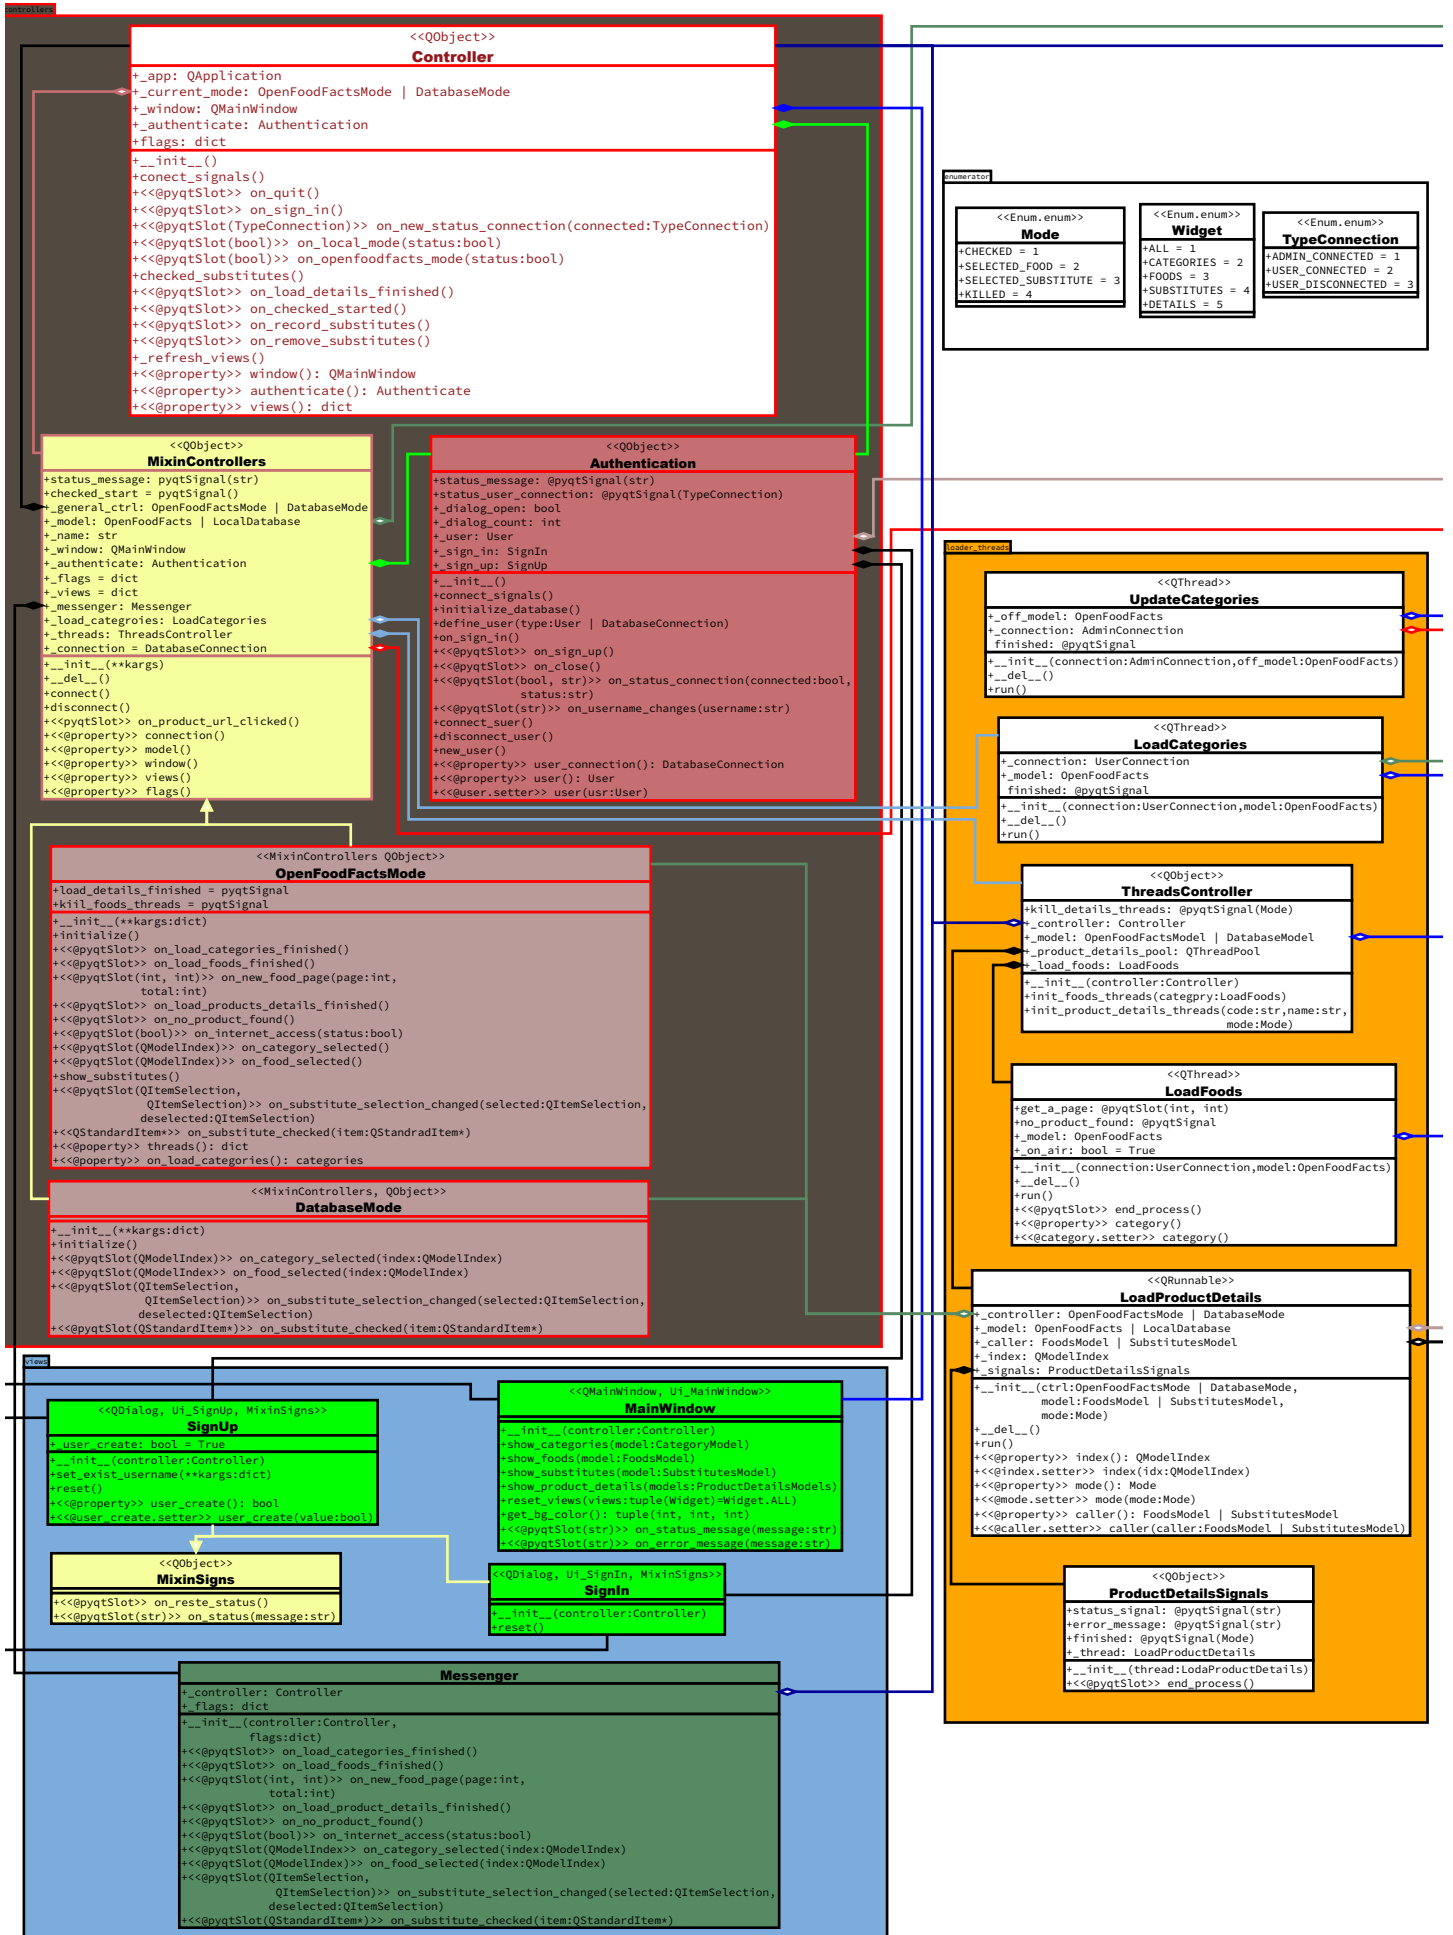 controllers
<<QObject>>
Controller
+_app: QApplication
+_current_mode: OpenFoodFactsMode | DatabaseMode
+_window: QMainWindow
+_authenticate: Authentication
+flags: dict
+__init__()
+conect_signals()
+<<@pyqtSlot>> on_quit()
+<<@pyqtSlot>> on_sign_in()
+<<@pyqtSlot(TypeConnection)>> on_new_status_connection(connected:TypeConnection)
+<<@pyqtSlot(bool)>> on_local_mode(status:bool)
+<<@pyqtSlot(bool)>> on_openfoodfacts_mode(status:bool)
+checked_substitutes()
+<<@pyqtSlot>> on_load_details_finished()
+<<@pyqtSlot>> on_checked_started()
+<<@pyqtSlot>> on_record_substitutes()
+<<@pyqtSlot>> on_remove_substitutes()
+_refresh_views()
+<<@property>> window(): QMainWindow
+<<@property>> authenticate(): Authenticate
+<<@property>> views(): dict
<<QObject>>
MixinControllers
+status_message: pyqtSignal(str)
+checked_start = pyqtSignal()
+_general_ctrl: OpenFoodFactsMode | DatabaseMode
+_model: OpenFoodFacts | LocalDatabase
+_name: str
+_window: QMainWindow
+_authenticate: Authentication
+_flags = dict
+_views = dict
+_messenger: Messenger
+_load_categroies: LoadCategories
+_threads: ThreadsController
+_connection = DatabaseConnection
+__init__(**kargs)
+__del__()
+connect()
+disconnect()
+<<pyqtSlot>> on_product_url_clicked()
+<<@property>> connection()
+<<@property>> model()
+<<@property>> window()
+<<@property>> views()
+<<@property>> flags()
<<QObject>>
Authentication
+status_message: @pyqtSignal(str)
+status_user_connection: @pyqtSignal(TypeConnection)
+_dialog_open: bool
+_dialog_count: int
+_user: User
+_sign_in: SignIn
+_sign_up: SignUp
+__init__()
+connect_signals()
+initialize_database()
+define_user(type:User | DatabaseConnection)
+on_sign_in()
+<<@pyqtSlot>> on_sign_up()
+<<@pyqtSlot>> on_close()
+<<@pyqtSlot(bool, str)>> on_status_connection(connected:bool,
status:str)
+<<@pyqtSlot(str)>> on_username_changes(username:str)
+connect_suer()
+disconnect_user()
+new_user()
+<<@property>> user_connection(): DatabaseConnection
+<<@property>> user(): User
+<<@user.setter>> user(usr:User)
<<MixinControllers QObject>>
OpenFoodFactsMode
+load_details_finished = pyqtSignal
+kiil_foods_threads = pyqtSignal
+__init__(**kargs:dict)
+initialize()
+<<@pyqtSlot>> on_load_categories_finished()
+<<@pyqtSlot>> on_load_foods_finished()
+<<@pyqtSlot(int, int)>> on_new_food_page(page:int,
total:int)
+<<@pyqtSlot>> on_load_products_details_finished()
+<<@pyqtSlot>> on_no_product_found()
+<<@pyqtSlot(bool)>> on_internet_access(status:bool)
+<<@pyqtSlot(QModelIndex)>> on_category_selected()
+<<@pyqtSlot(QModelIndex)>> on_food_selected()
+show_substitutes()
+<<@pyqtSlot(QItemSelection,
QItemSelection)>> on_substitute_selection_changed(selected:QItemSelection,
deselected:QItemSelection)
+<<QStandardItem*>> on_substitute_checked(item:QStandradItem*)
+<<@poperty>> threads(): dict
+<<@poperty>> on_load_categories(): categories
<<MixinControllers, QObject>>
DatabaseMode
+__init__(**kargs:dict)
+initialize()
+<<@pyqtSlot(QModelIndex)>> on_category_selected(index:QModelIndex)
+<<@pyqtSlot(QModelIndex>> on_food_selected(index:QModelIndex)
+<<@pyqtSlot(QItemSelection,
QItemSelection)>> on_substitute_selection_changed(selected:QItemSelection,
deselected:QItemSelection)
+<<@pyqtSlot(QStandardItem*)>> on_substitute_checked(item:QStandardItem*)
views
<<QDialog, Ui_SignUp, MixinSigns>>
SignUp
+_user_create: bool = True
+__init__(controller:Controller)
+set_exist_username(**kargs:dict)
+reset()
+<<@property>> user_create(): bool
+<<@user_create.setter>> user_create(value:bool)
<<QMainWindow, Ui_MainWindow>>
MainWindow
+__init__(controller:Controller)
+show_categories(model:CategoryModel)
+show_foods(model:FoodsModel)
+show_substitutes(model:SubstitutesModel)
+show_product_details(models:ProductDetailsModels)
+reset_views(views:tuple(Widget)=Widget.ALL)
+get_bg_color(): tuple(int, int, int)
+<<@pyqtSlot(str)>> on_status_message(message:str)
+<<@pyqtSlot(str)>> on_error_message(message:str)
<<QObject>>
MixinSigns
+<<@pyqtSlot>> on_reste_status()
+<<@pyqtSlot(str)>> on_status(message:str)
<<QDialog, Ui_SignIn, MixinSigns>>
SignIn
+__init__(controller:Controller)
+reset()
Messenger
+_controller: Controller
+_flags: dict
+__init__(controller:Controller,
flags:dict)
+<<@pyqtSlot>> on_load_categories_finished()
+<<@pyqtSlot>> on_load_foods_finished()
+<<@pyqtSlot(int, int)>> on_new_food_page(page:int,
total:int)
+<<@pyqtSlot>> on_load_product_details_finished()
+<<@pyqtSlot>> on_no_product_found()
+<<@pyqtSlot(bool)>> on_internet_access(status:bool)
+<<@pyqtSlot(QModelIndex>> on_category_selected(index:QModelIndex)
+<<@pyqtSlot(QModelIndex)>> on_food_selected(index:QModelIndex)
+<<@pyqtSlot(QItemSelection,
QItemSelection)>> on_substitute_selection_changed(selected:QItemSelection,
deselected:QItemSelection)
+<<@pyqtSlot(QStandardItem*)>> on_substitute_checked(item:QStandardItem*)
enumerator
<<Enum.enum>>
Mode
+CHECKED = 1
+SELECTED_FOOD = 2
+SELECTED_SUBSTITUTE = 3
+KILLED = 4
<<Enum.enum>>
Widget
+ALL = 1
+CATEGORIES = 2
+FOODS = 3
+SUBSTITUTES = 4
+DETAILS = 5
<<Enum.enum>>
TypeConnection
+ADMIN_CONNECTED = 1
+USER_CONNECTED = 2
+USER_DISCONNECTED = 3
loader_threads
<<QThread>>
UpdateCategories
+_off_model: OpenFoodFacts
+_connection: AdminConnection
finished: @pyqtSignal
+__init__(connection:AdminConnection,off_model:OpenFoodFacts)
+__del__()
+run()
<<QThread>>
LoadCategories
+_connection: UserConnection
+_model: OpenFoodFacts
finished: @pyqtSignal
+__init__(connection:UserConnection,model:OpenFoodFacts)
+__del__()
+run()
<<QObject>>
ThreadsController
+kill_details_threads: @pyqtSignal(Mode)
+_controller: Controller
+_model: OpenFoodFactsModel | DatabaseModel
+_product_details_pool: QThreadPool
+_load_foods: LoadFoods
+__init__(controller:Controller)
+init_foods_threads(categpry:LoadFoods)
+init_product_details_threads(code:str,name:str,
mode:Mode)
<<QThread>>
LoadFoods
+get_a_page: @pyqtSlot(int, int)
+no_product_found: @pyqtSignal
+_model: OpenFoodFacts
+_on_air: bool = True
+__init__(connection:UserConnection,model:OpenFoodFacts)
+__del__()
+run()
+<<@pyqtSlot>> end_process()
+<<@property>> category()
+<<@category.setter>> category()
<<QRunnable>>
LoadProductDetails
+_controller: OpenFoodFactsMode | DatabaseMode
+_model: OpenFoodFacts | LocalDatabase
+_caller: FoodsModel | SubstitutesModel
+_index: QModelIndex
+_signals: ProductDetailsSignals
+__init__(ctrl:OpenFoodFactsMode | DatabaseMode,
model:FoodsModel | SubstitutesModel,
mode:Mode)
+__del__()
+run()
+<<@property>> index(): QModelIndex
+<<@index.setter>> index(idx:QModelIndex)
+<<@property>> mode(): Mode
+<<@mode.setter>> mode(mode:Mode)
+<<@property>> caller(): FoodsModel | SubstitutesModel
+<<@caller.setter>> caller(caller:FoodsModel | SubstitutesModel)
<<QObject>>
ProductDetailsSignals
+status_signal: @pyqtSignal(str)
+error_message: @pyqtSignal(str)
+finished: @pyqtSignal(Mode)
+_thread: LoadProductDetails
+__init__(thread:LodaProductDetails)
+<<@pyqtSlot>> end_process()